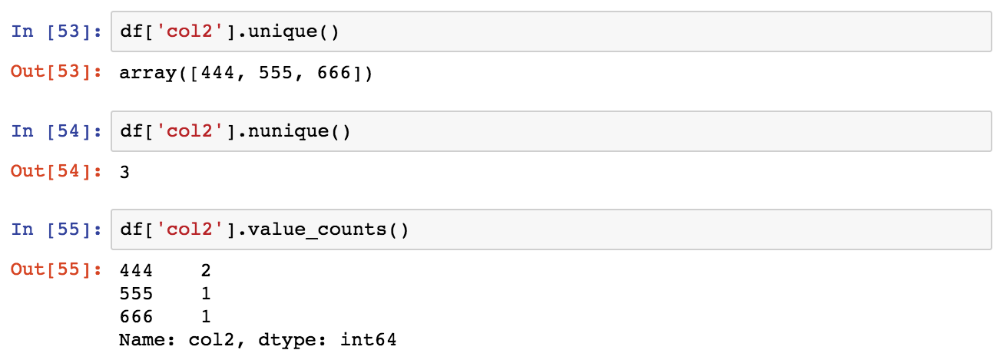 In [53]: df['col2'].unique()
Out[53]: array([444, 555, 666])
In [54]: df['col2'].nunique()
Out[54]: 3
In [55]: df['col2'].value_counts()
Out[55]: 444    2
555    1
666    1
Name: col2, dtype: int64